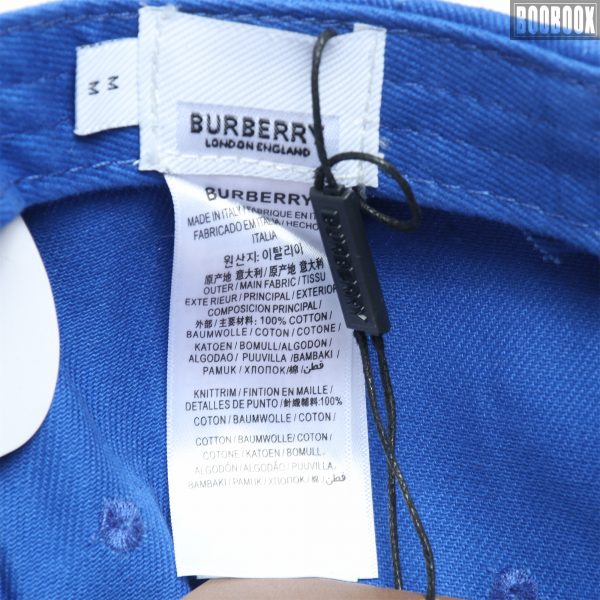 BOOBOOX
M M
BURBERRY
LONDON ENGLAND
BURBERRY
MADE IN ITALY/FABRIQUE EN ITALIE/
FABRICADO EM ITALIA/HECHO
ITALIA
원산지: 이탈리아
原产地 意大利/原产地 意大利/
OUTER/MAIN FABRIC/TISSU
EXTE RIEUR/PRINCIPAL/EXTERIOR
COMPOSICION PRINCIPAL/
外部/主要材料: 100% COTTON/
BAUMWOLLE/COTON/COTONE/
KATOEN/BOMULL/ALGODON/
ALGODAO/PUUVILLA/BAMBAKI/
PAMUK/ХЛОПОК/棉/قطن/
KNITTRIM/FINTION EN MAILLE/
DETALLES DE PUNTO/針織輔料:100%
COTON/BAUMWOLLE/COTON/
COTTON/BAUMWOLLE/COTON/
COTONE/KATOEN/BOMULL.
ALGODÓN/ALGODÃO/PUUVILLA.
BAMBAKI/PAMUK/ХЛОПОК/棉/قطن/